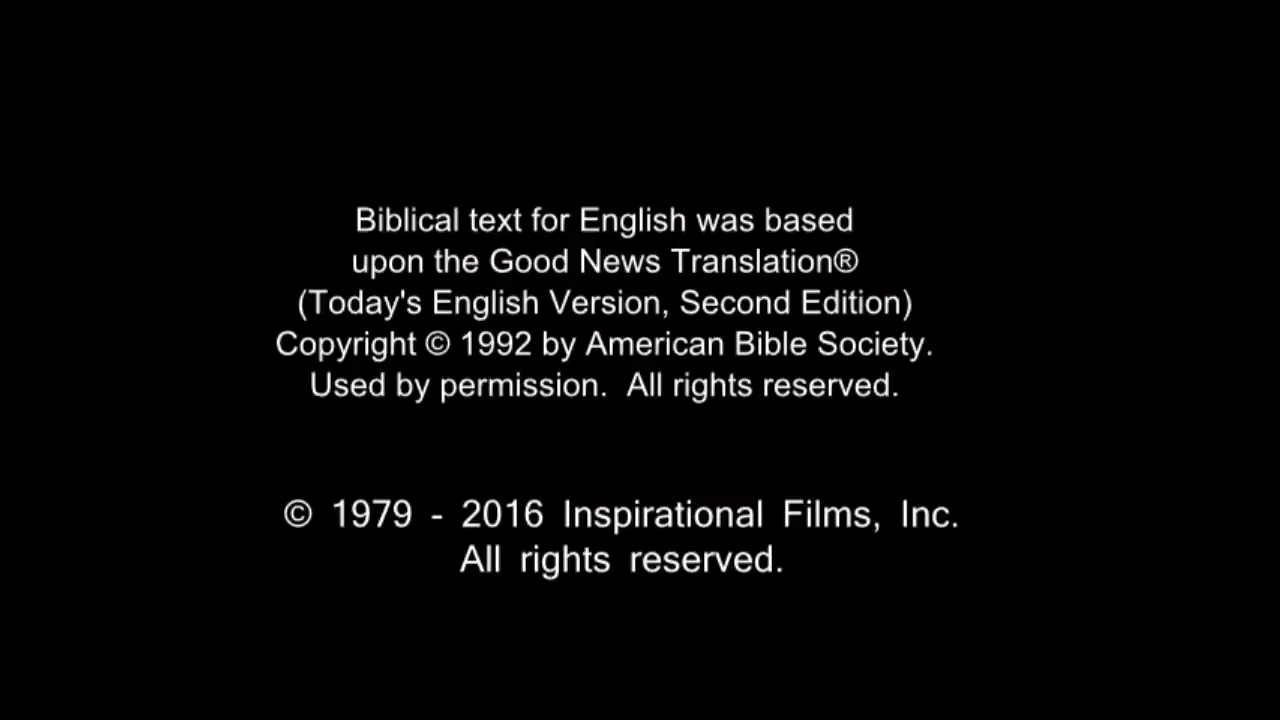 Biblical text for English was based
upon the Good News Translation®
(Today's English Version, Second Edition)
Copyright © 1992 by American Bible Society.
Used by permission.  All rights reserved.
© 1979 - 2016 Inspirational Films, Inc.
All rights reserved.